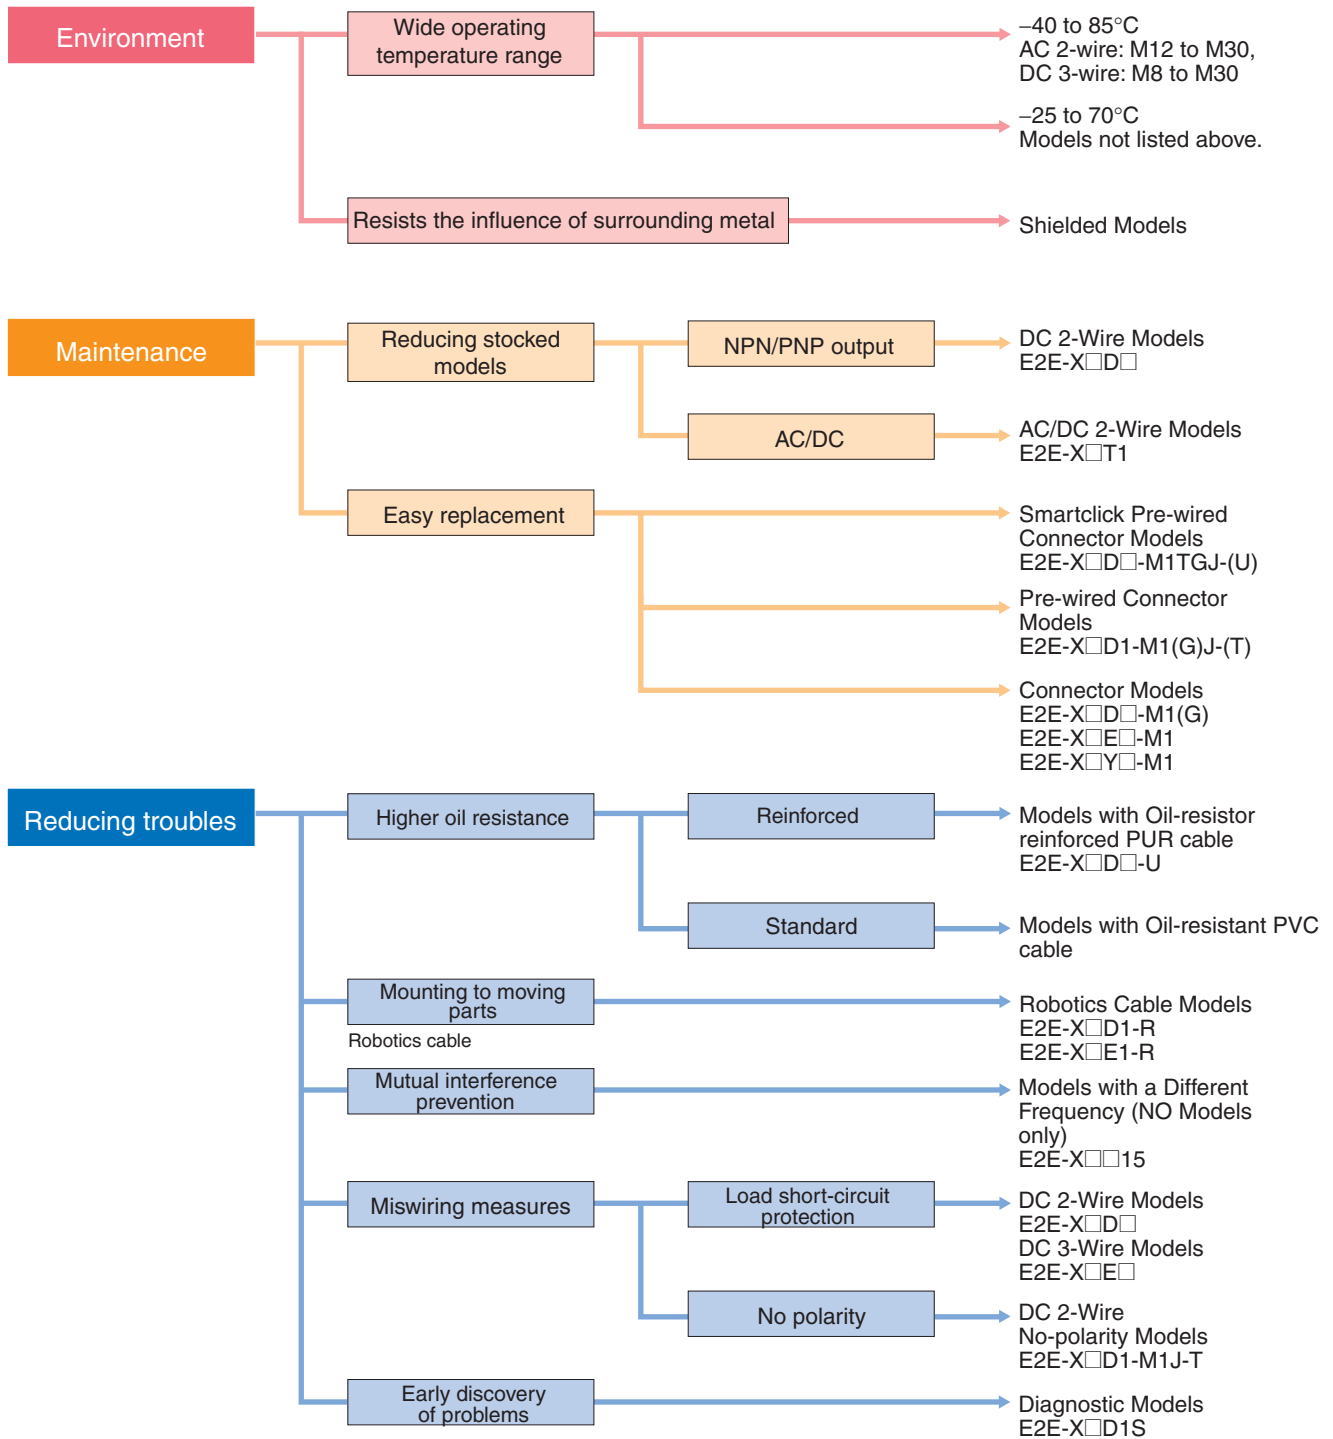 Environment
Wide operating
temperature range
–40 to 85°C
AC 2-wire: M12 to M30,
DC 3-wire: M8 to M30
–25 to 70°C
Models not listed above.
Resists the influence of surrounding metal
Shielded Models
Maintenance
Reducing stocked
models
NPN/PNP output
DC 2-Wire Models
E2E-X□D□
AC/DC
AC/DC 2-Wire Models
E2E-X□T1
Easy replacement
Smartclick Pre-wired
Connector Models
E2E-X□D□-M1TGJ-(U)
Pre-wired Connector
Models
E2E-X□D1-M1(G)J-(T)
Connector Models
E2E-X□D□-M1(G)
E2E-X□E□-M1
E2E-X□Y□-M1
Reducing troubles
Higher oil resistance
Reinforced
Models with Oil-resistor
reinforced PUR cable
E2E-X□D□-U
Standard
Models with Oil-resistant PVC
cable
Mounting to moving
parts
Robotics cable
Robotics Cable Models
E2E-X□D1-R
E2E-X□E1-R
Mutual interference
prevention
Models with a Different
Frequency (NO Models
only)
E2E-X□□15
Miswiring measures
Load short-circuit
protection
DC 2-Wire Models
E2E-X□D□
DC 3-Wire Models
E2E-X□E□
No polarity
DC 2-Wire
No-polarity Models
E2E-X□D1-M1J-T
Early discovery
of problems
Diagnostic Models
E2E-X□D1S